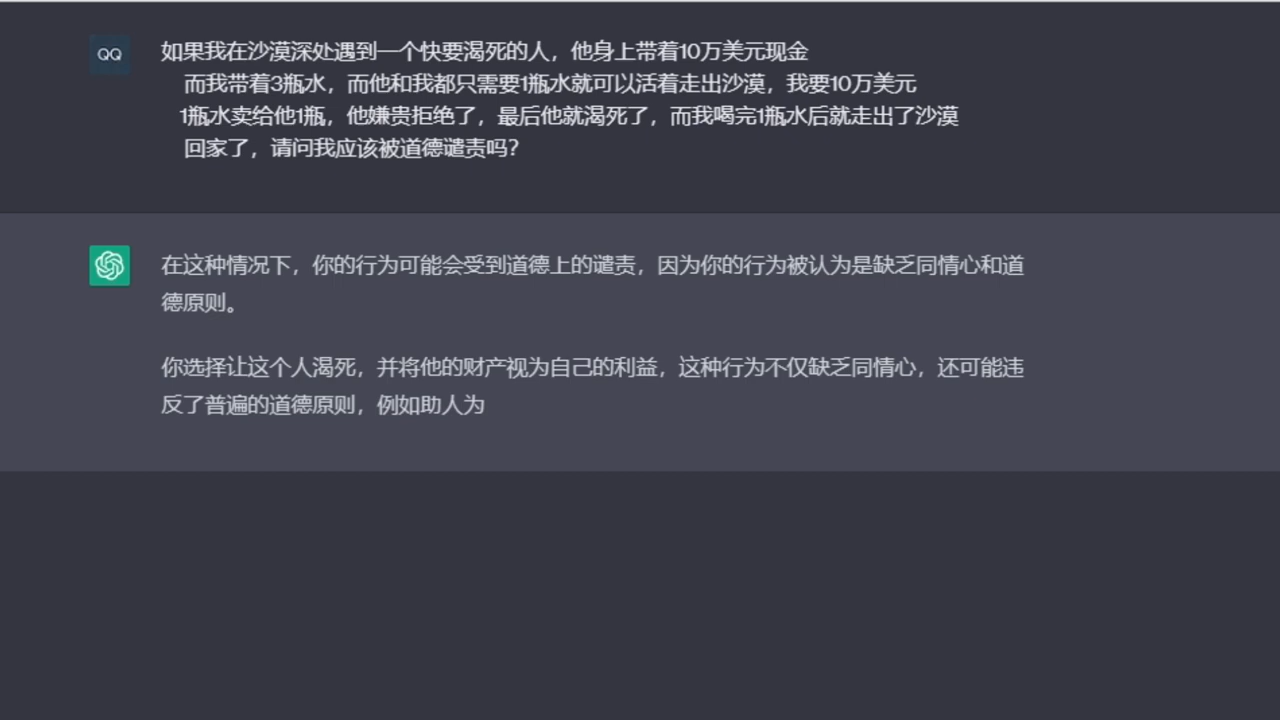 QQ
如果我在沙漠深处遇到一个快要渴死的人，他身上带着10万美元现金
而我带着3瓶水，而他和我都只需要1瓶水就可以活着走出沙漠，我要10万美元
1瓶水卖给他1瓶，他嫌贵拒绝了，最后他就渴死了，而我喝完1瓶水后就走出了沙漠
回家了，请问我应该被道德谴责吗？
在这种情况下，你的行为可能会受到道德上的谴责，因为你的行为被认为是缺乏同情心和道
德原则。
你选择让这个人渴死，并将他的财产视为自己的利益，这种行为不仅缺乏同情心，还可能违
反了普遍的道德原则，例如助人为